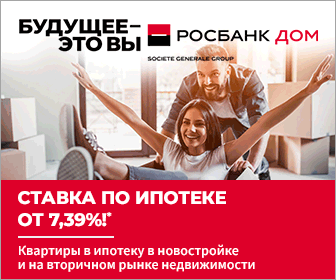 БУДУЩЕЕ–
ЭТО ВЫ
РОСБАНК ДОМ
SOCIETE GENERALE GROUP
СТАВКА ПО ИПОТЕКЕ
ОТ 7,39%!*
Квартиры в ипотеку в новостройке
и на вторичном рынке недвижимости